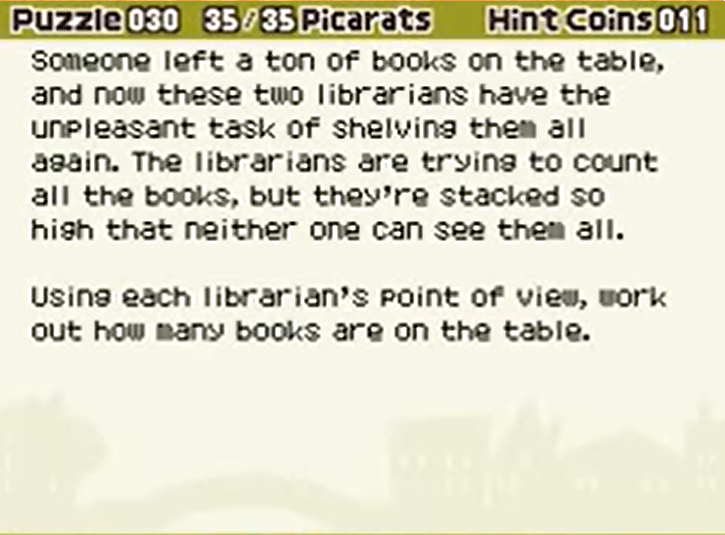 Puzzle 030 35/35 Picarats Hint Coins 011
Someone left a ton of books on the table,
and now these two librarians have the
unpleasant task of shelving them all
again. The librarians are trying to count
all the books, but they're stacked so
high that neither one can see them all.
Using each librarian's point of view, work
out how many books are on the table.